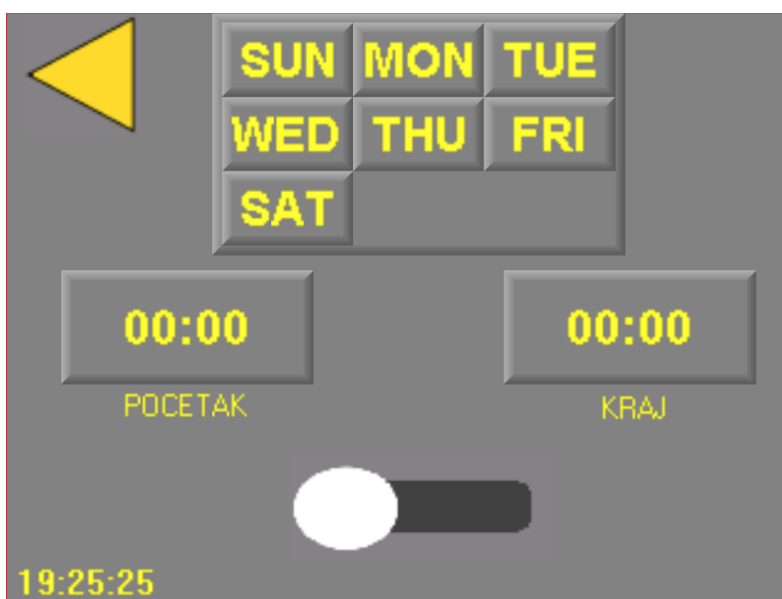 SUN MON TUE
WED THU FRI
SAT
00:00 00:00
POCETAK KRAJ
19:25:25